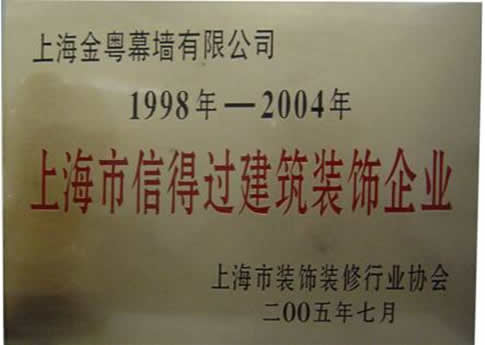 上海金粤幕墙有限公司
1998年—2004年
上海市信得过建筑装饰企业
上海市装饰装修行业协会
二OO五年七月